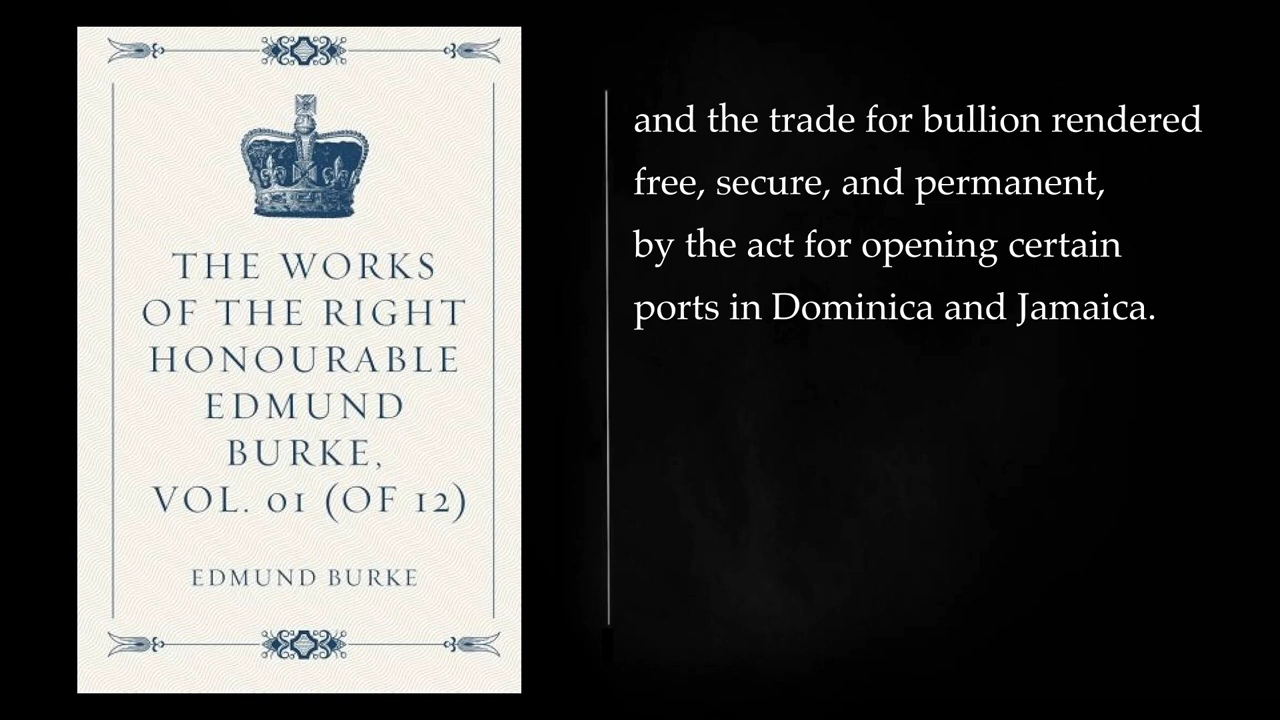 THE WORKS
OF THE RIGHT
HONOURABLE
EDMUND
BURKE,
VOL. 01 (OF 12)
EDMUND BURKE
and the trade for bullion rendered
free, secure, and permanent,
by the act for opening certain
ports in Dominica and Jamaica.